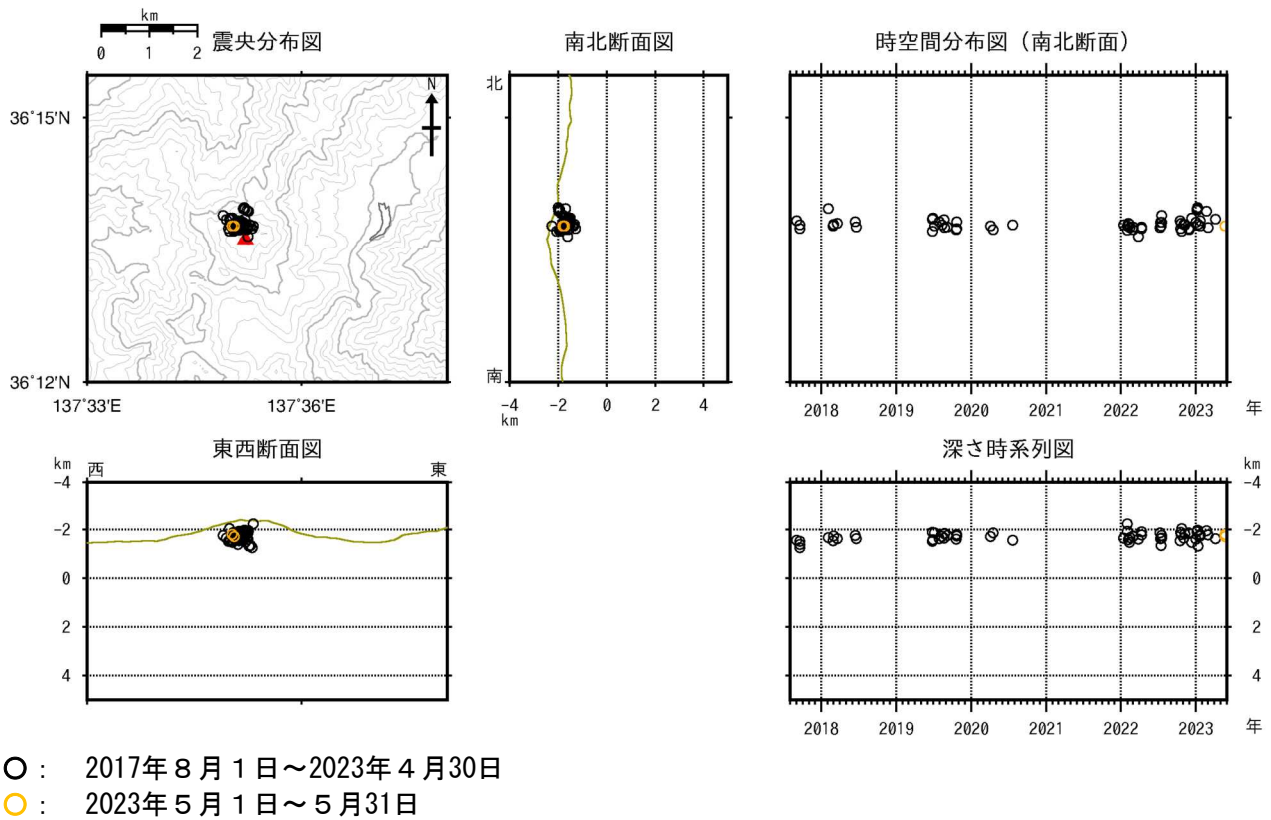 km
0 1 2
震央分布図
N
36°15′N
36°12′N
137°33′E 137°36′E
南北断面図
北
南
-4 -2 0 2 4
km
時空間分布図（南北断面）
2018 2019 2020 2021 2022 2023 年
東西断面図
km
西 東
-4
-2
0
2
4
深さ時系列図
km
-4
-2
0
2
4
2018 2019 2020 2021 2022 2023 年
： 2017年８月１日～2023年４月30日
： 2023年５月１日～５月31日